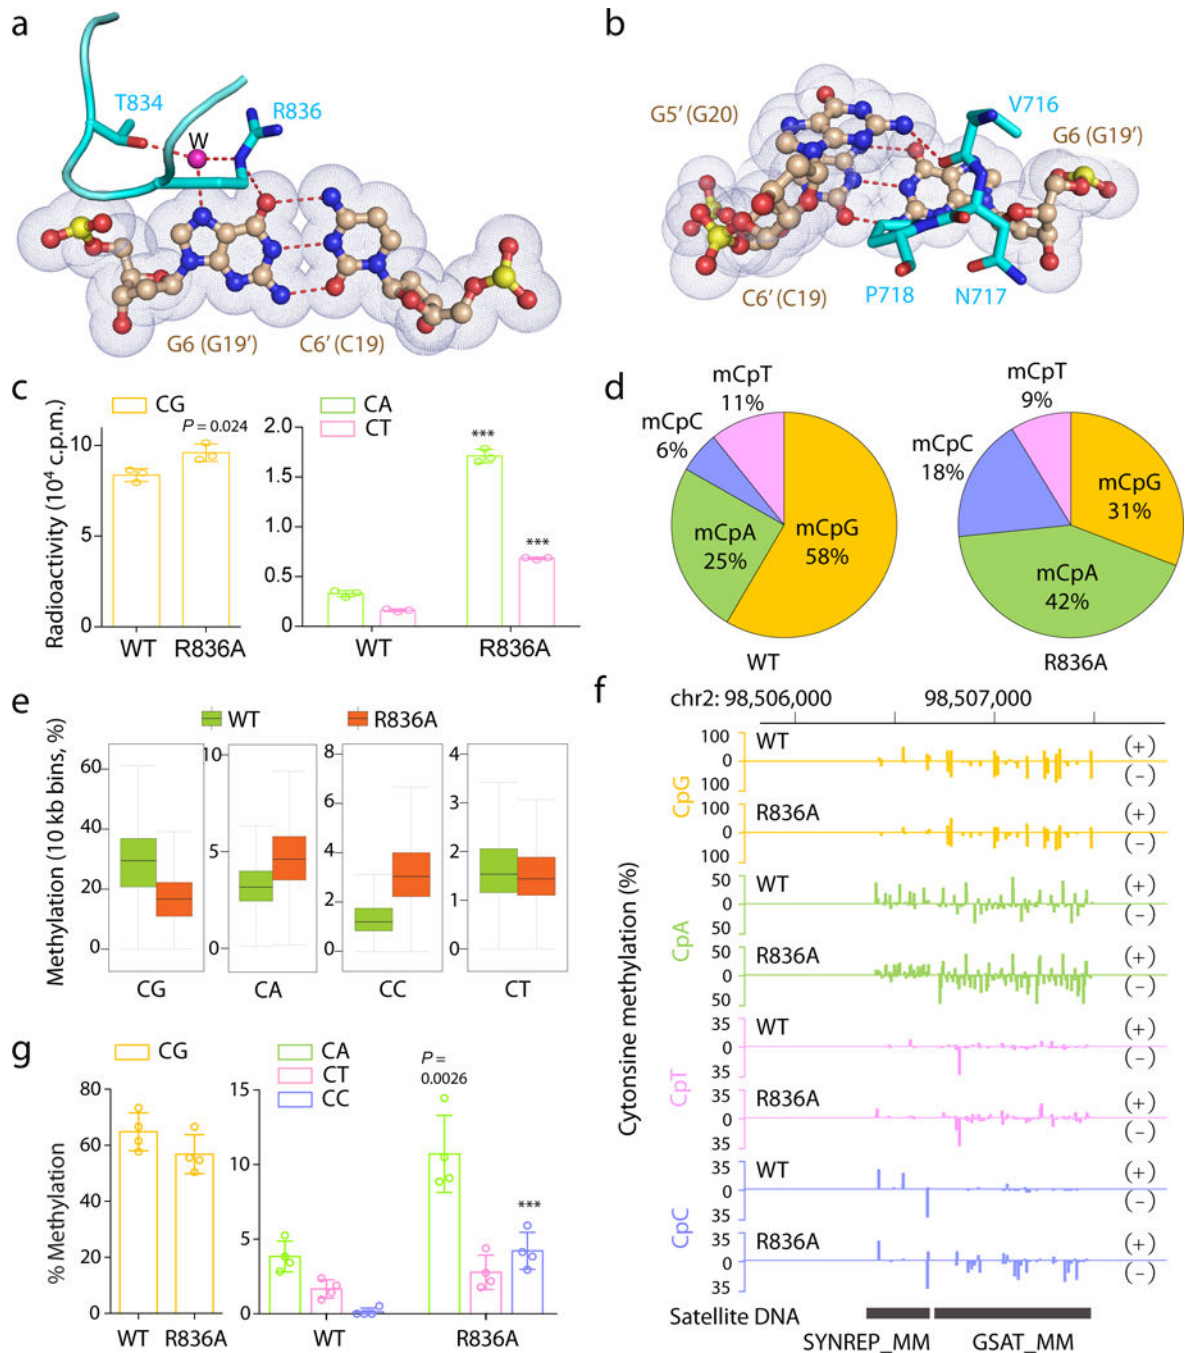 a
T834
W
R836
G6 (G19′)
C6′ (C19)
b
G5′ (G20)
V716
G6 (G19′)
C6′ (C19)
P718
N717
c
Radioactivity (10⁴ c.p.m.)
CG
P = 0.024
10
5
0
WT
R836A
CA
CT
2.0
1.5
1.0
0.5
0
***
***
WT
R836A
d
mCpT
11%
mCpC
6%
mCpA
25%
mCpG
58%
WT
mCpT
9%
mCpC
18%
mCpG
31%
mCpA
42%
R836A
e
WT
R836A
Methylation (10 kb bins, %)
60
40
20
0
CG
10
5
0
CA
8
6
4
2
0
CC
4
3
2
1
0
CT
f
chr2: 98,506,000
98,507,000
Cytonsine methylation (%)
CpG
100
0
100
WT
(+)
(−)
100
0
100
R836A
(+)
(−)
CpA
50
0
50
WT
(+)
(−)
50
0
50
R836A
(+)
(−)
CpT
35
0
35
WT
(+)
(−)
35
0
35
R836A
(+)
(−)
CpC
35
0
35
WT
(+)
(−)
35
0
35
R836A
(+)
(−)
Satellite DNA
SYNREP_MM
GSAT_MM
g
% Methylation
CG
80
60
40
20
0
WT
R836A
CA
CT
CC
P =
0.0026
15
10
5
0
***
WT
R836A